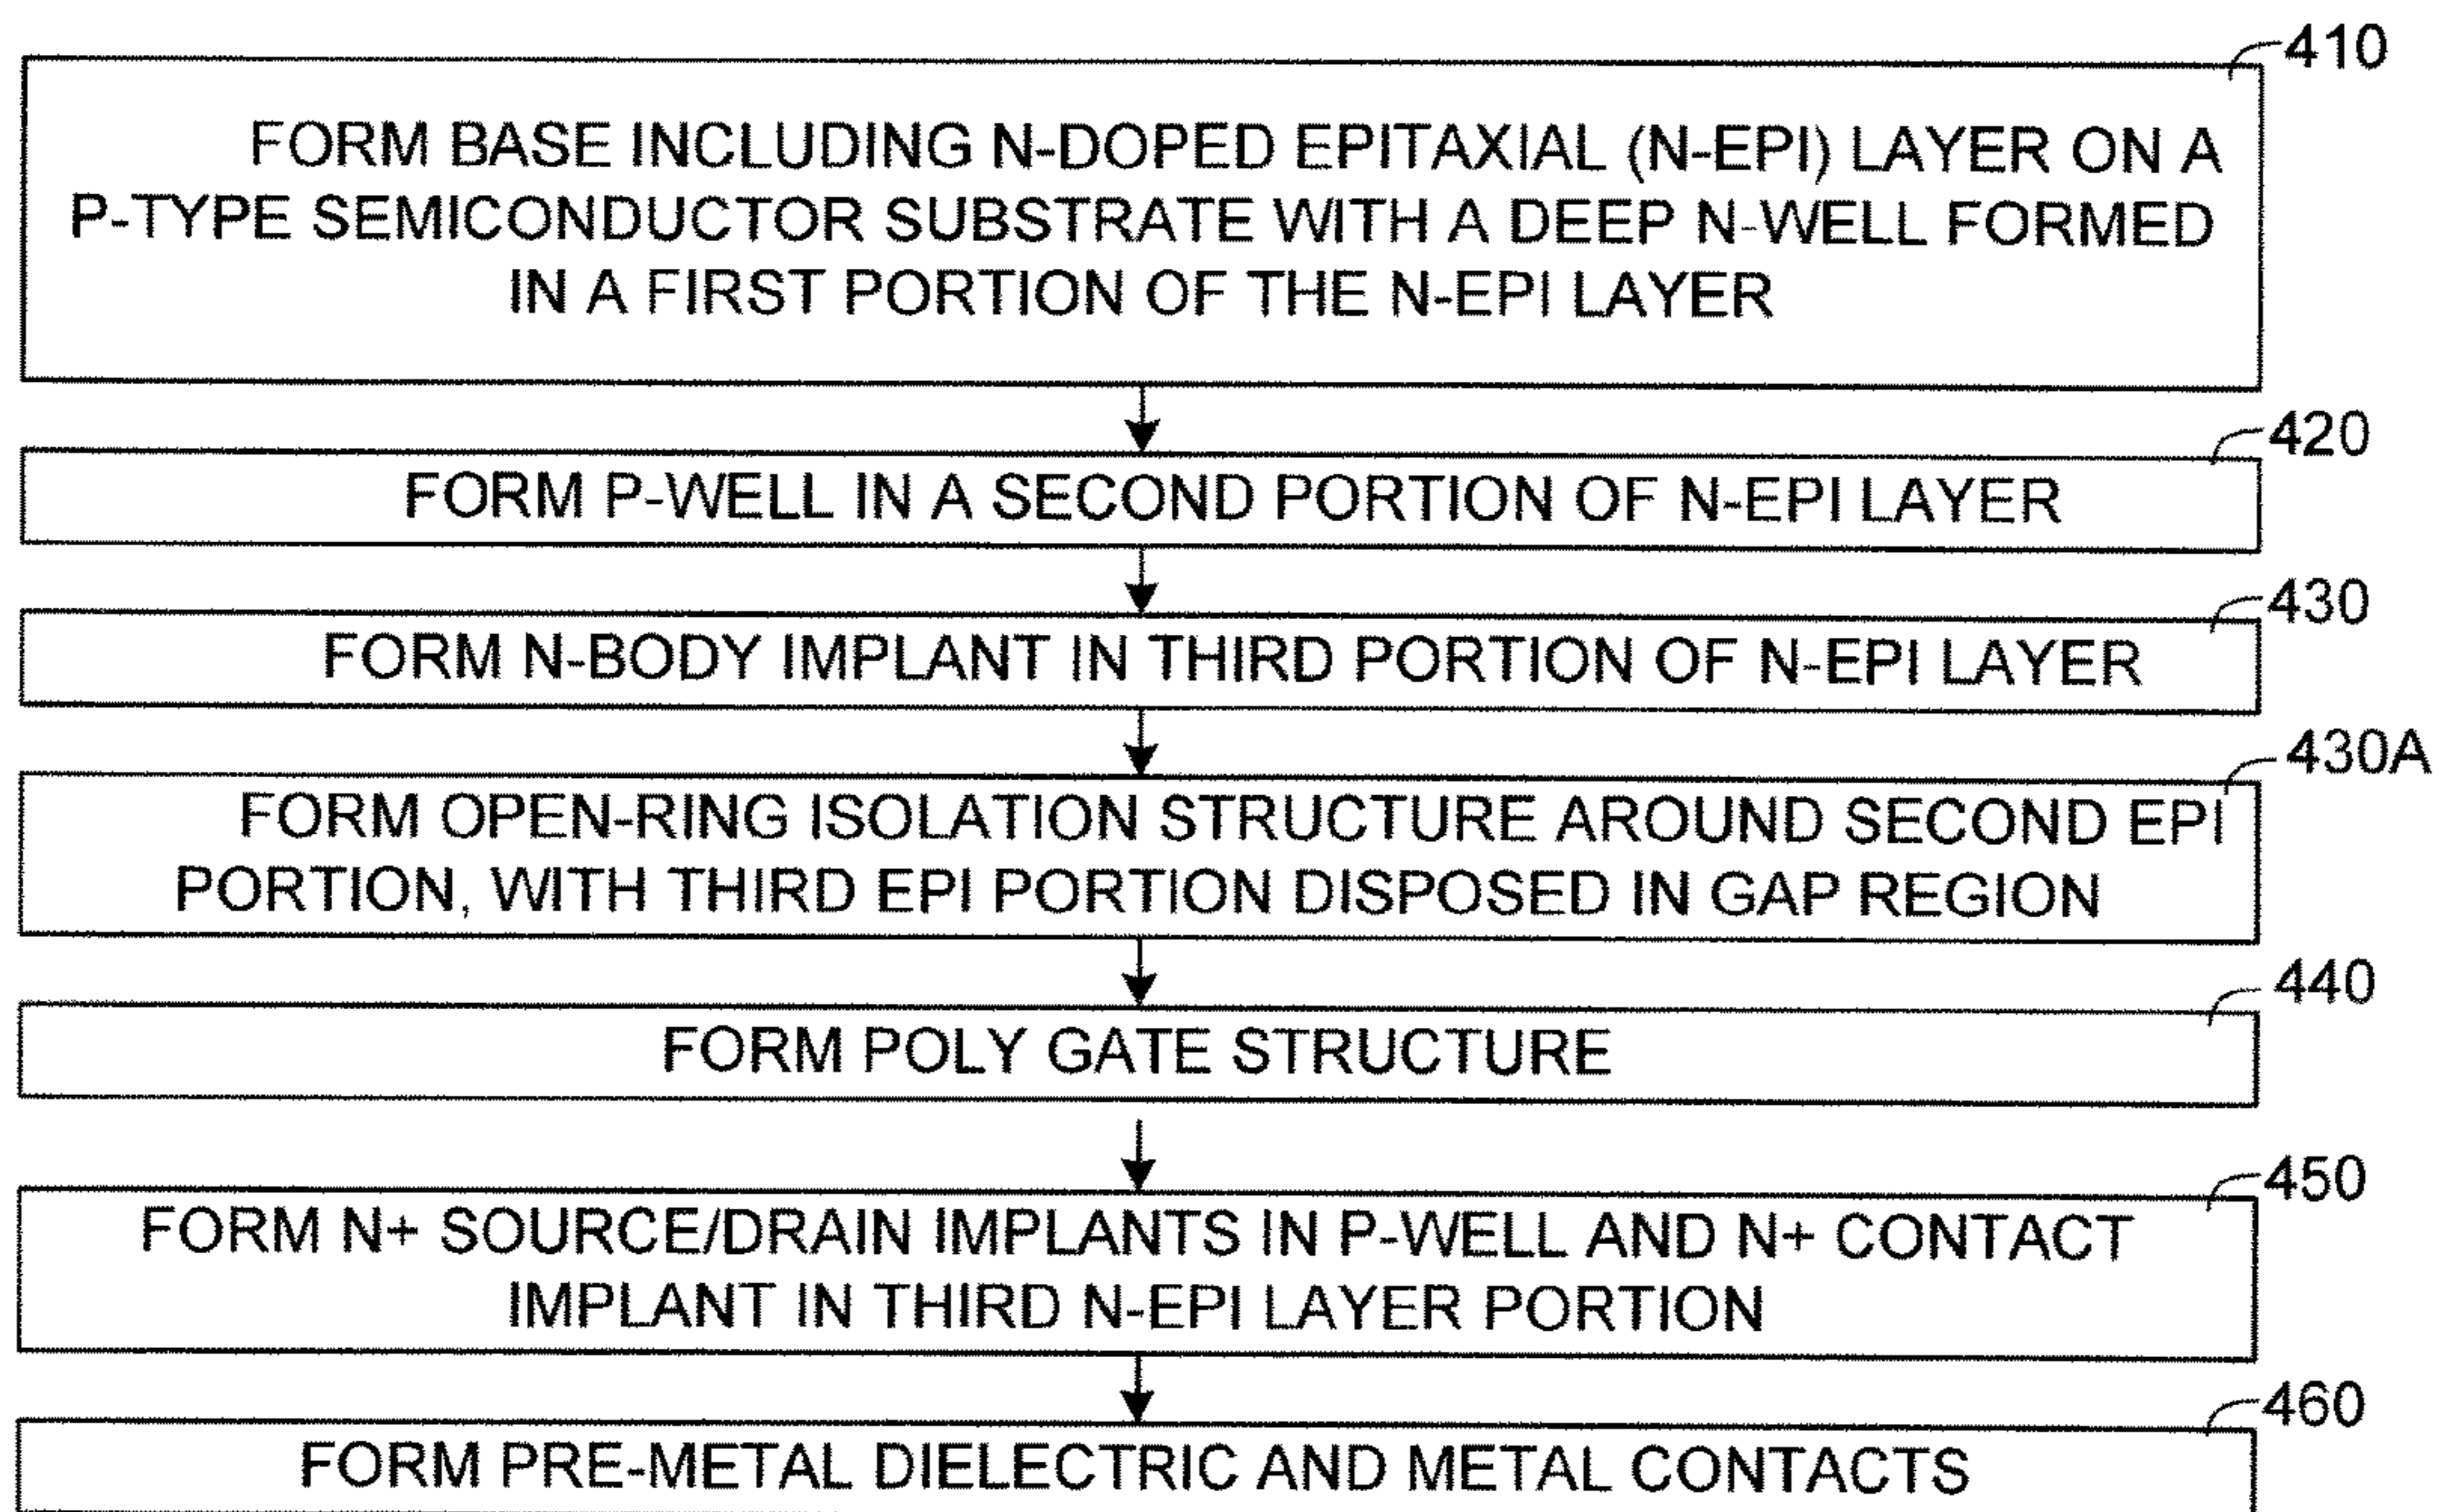 410
FORM BASE INCLUDING N-DOPED EPITAXIAL (N-EPI) LAYER ON A
P-TYPE SEMICONDUCTOR SUBSTRATE WITH A DEEP N-WELL FORMED
IN A FIRST PORTION OF THE N-EPI LAYER
420
FORM P-WELL IN A SECOND PORTION OF N-EPI LAYER
430
FORM N-BODY IMPLANT IN THIRD PORTION OF N-EPI LAYER
430A
FORM OPEN-RING ISOLATION STRUCTURE AROUND SECOND EPI
PORTION, WITH THIRD EPI PORTION DISPOSED IN GAP REGION
440
FORM POLY GATE STRUCTURE
450
FORM N+ SOURCE/DRAIN IMPLANTS IN P-WELL AND N+ CONTACT
IMPLANT IN THIRD N-EPI LAYER PORTION
460
FORM PRE-METAL DIELECTRIC AND METAL CONTACTS